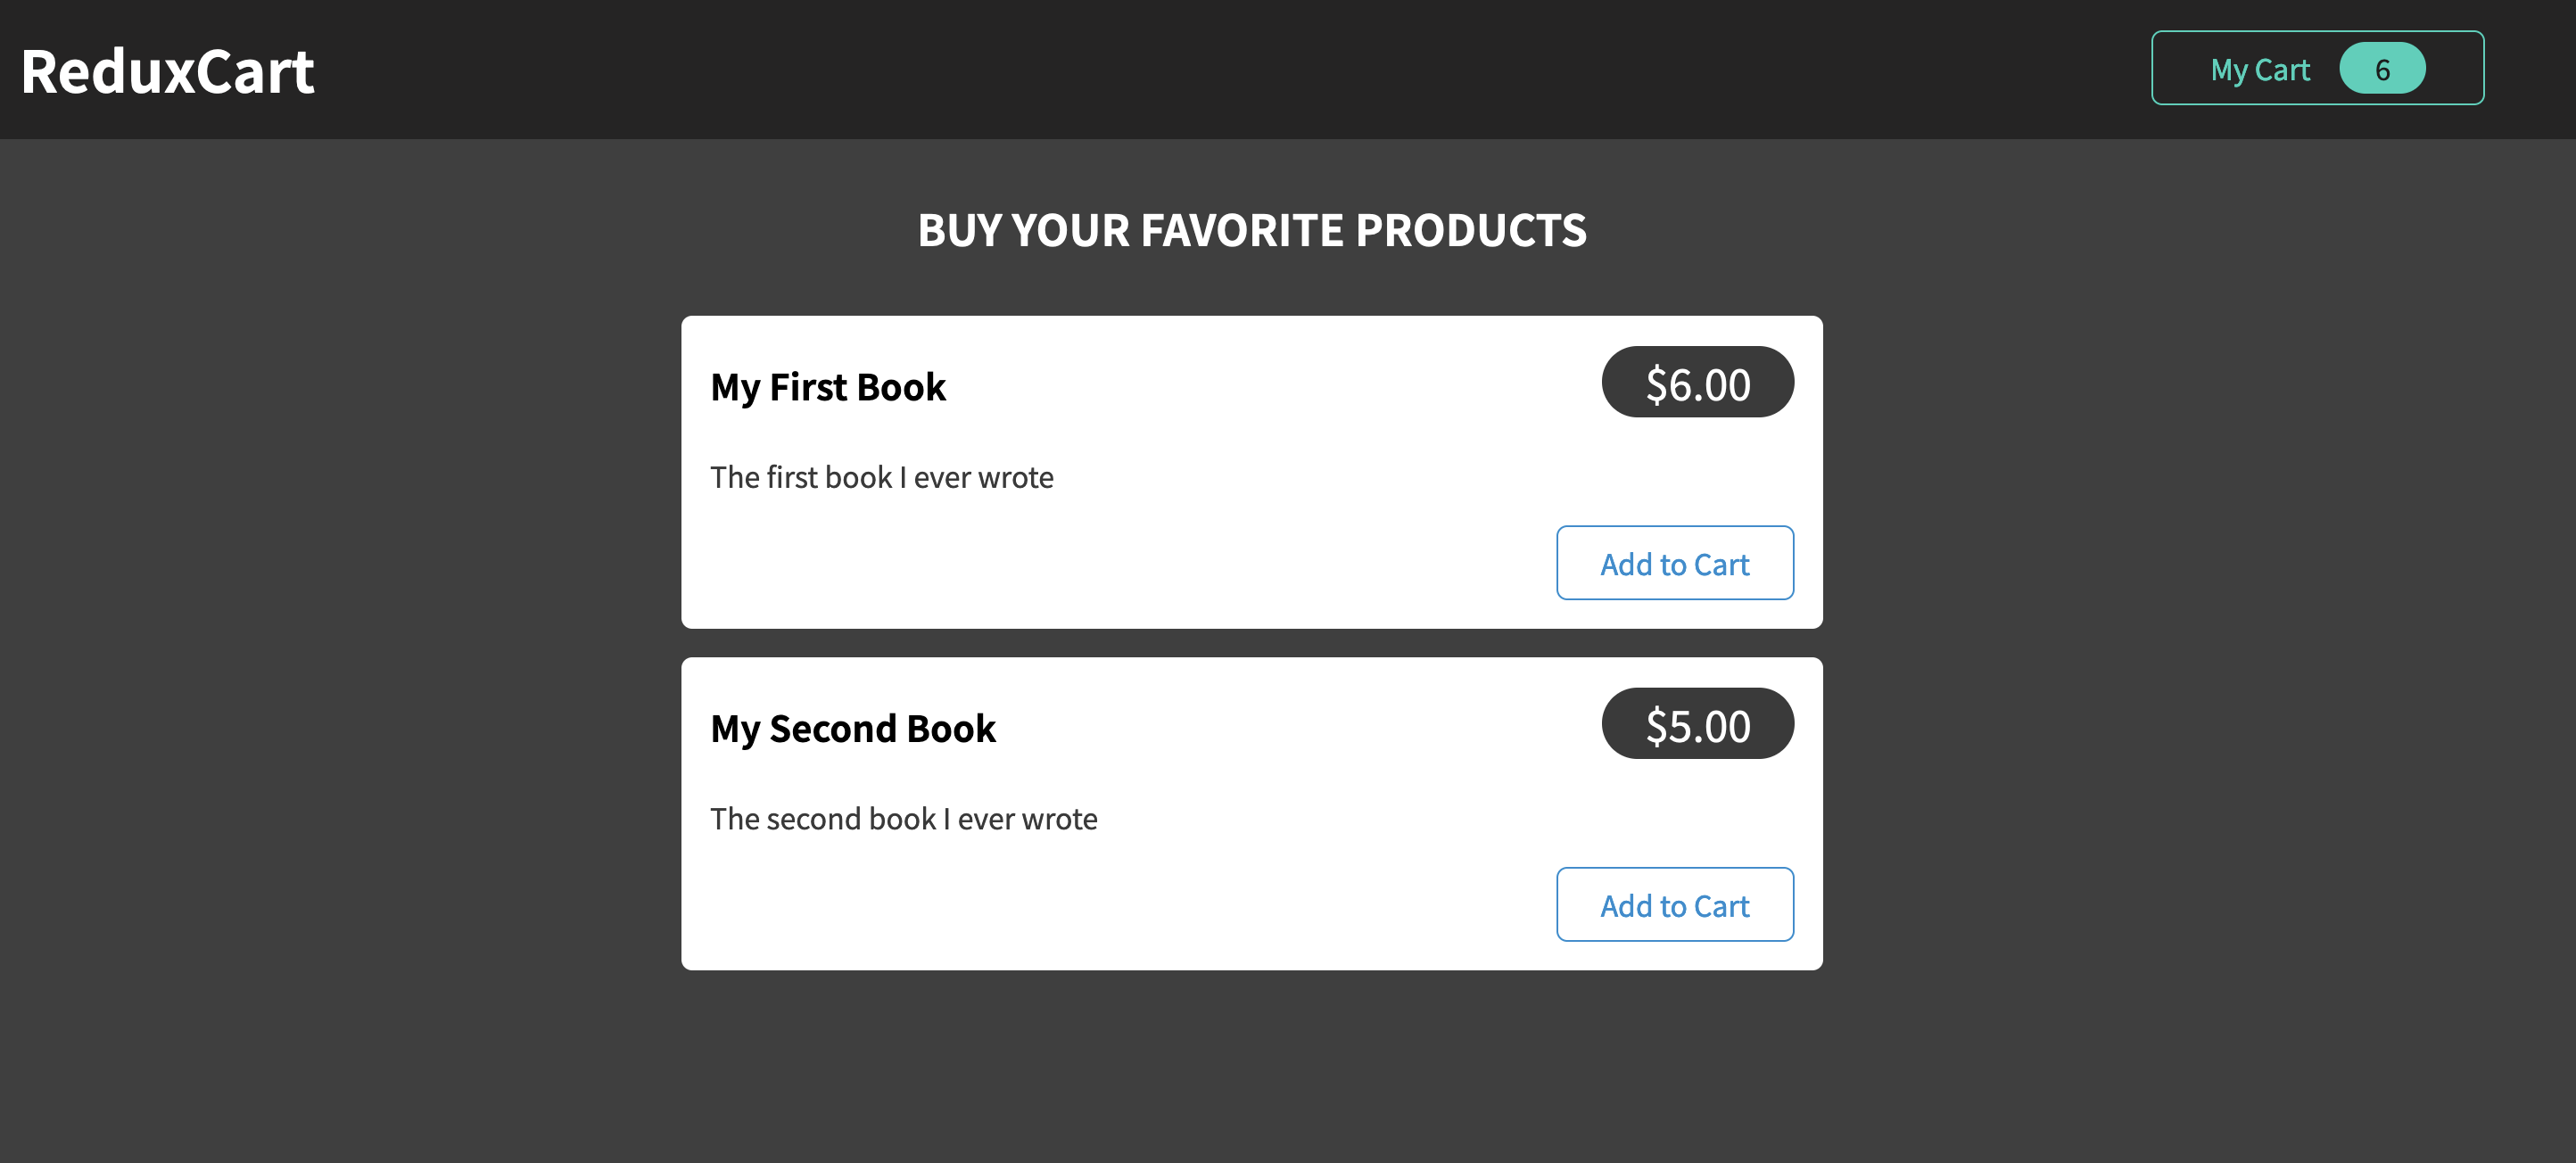 ReduxCart
My Cart 6
BUY YOUR FAVORITE PRODUCTS
My First Book
$6.00
The first book I ever wrote
Add to Cart
My Second Book
$5.00
The second book I ever wrote
Add to Cart